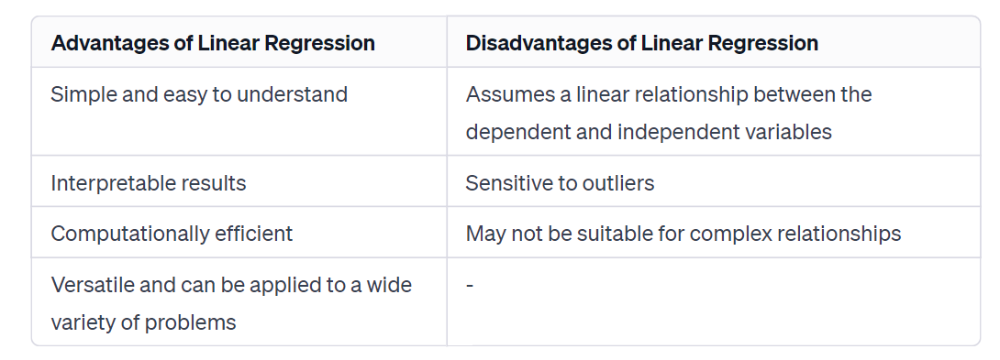 Advantages of Linear Regression
Disadvantages of Linear Regression
Simple and easy to understand
Assumes a linear relationship between the
dependent and independent variables
Interpretable results
Sensitive to outliers
Computationally efficient
May not be suitable for complex relationships
Versatile and can be applied to a wide
variety of problems
-